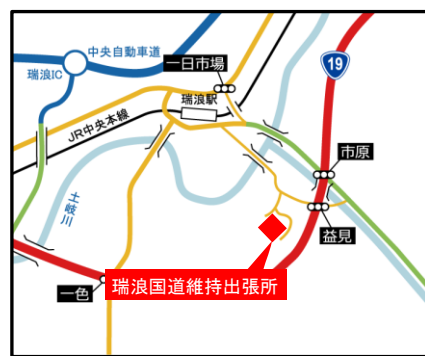 中央自動車道
瑞浪IC
一日市場
19
瑞浪駅
JR中央本線
市原
土岐川
益見
瑞浪国道維持出張所
一色